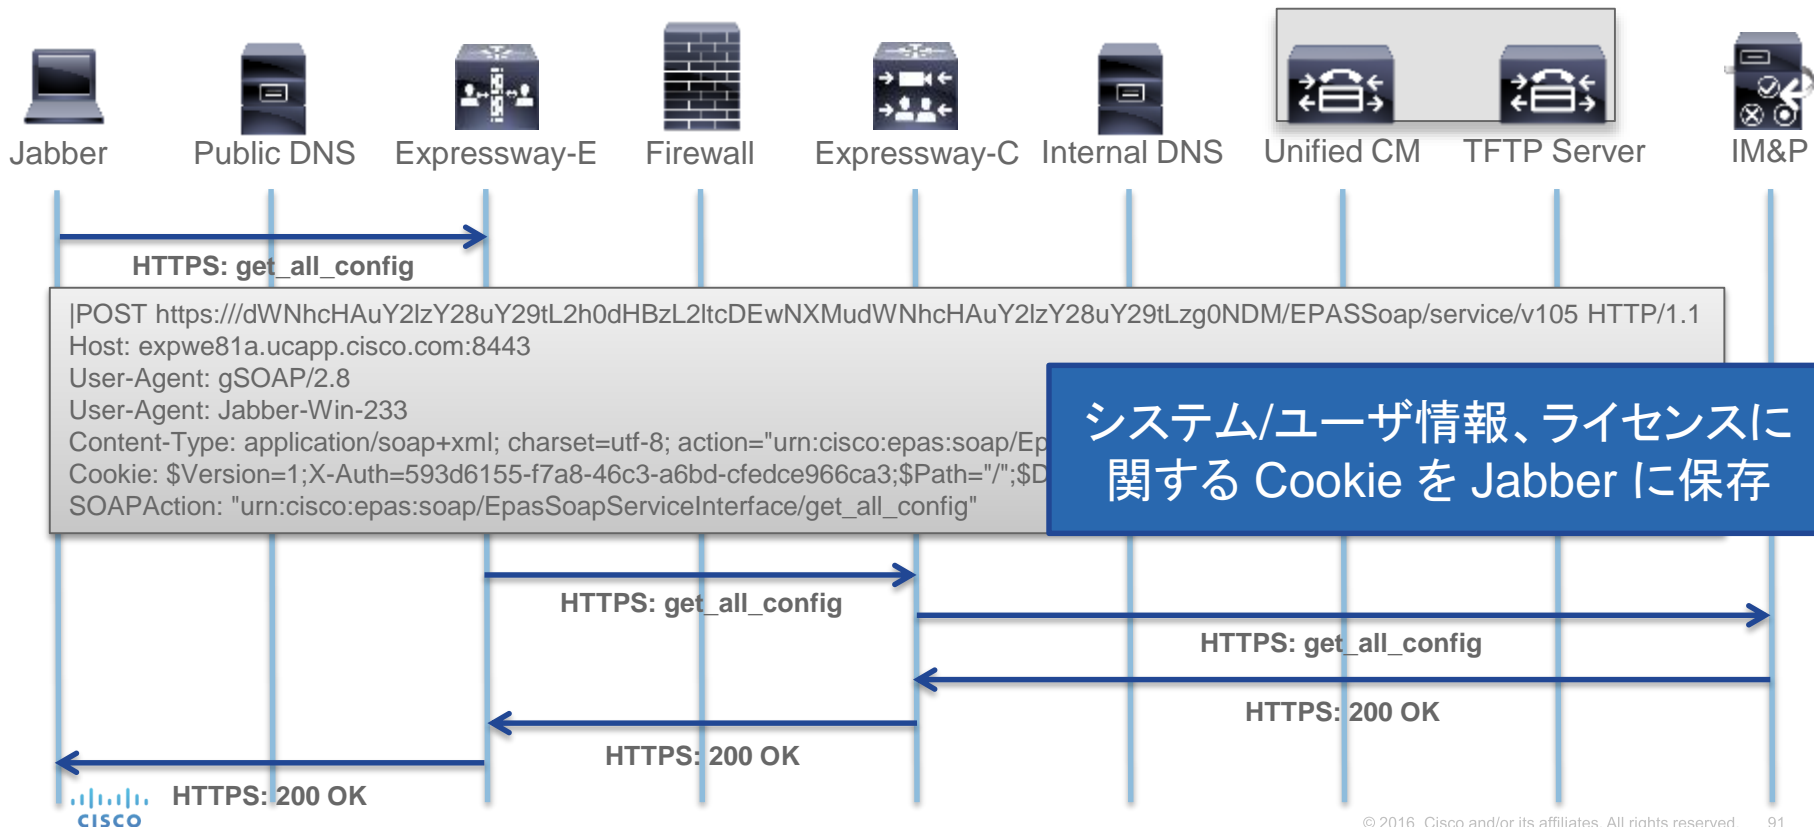 Jabber
Public DNS
Expressway-E
Firewall
Expressway-C
Internal DNS
Unified CM
TFTP Server
IM&P
HTTPS: get_all_config
|POST https:///dWNhcHAuY2lzY28uY29tL2h0dHBzL2ltcDEwNXMudWNhcHAuY2lzY28uY29tLzg0NDM/EPASSoap/service/v105 HTTP/1.1
Host: expwe81a.ucapp.cisco.com:8443
User-Agent: gSOAP/2.8
User-Agent: Jabber-Win-233
Content-Type: application/soap+xml; charset=utf-8; action="urn:cisco:epas:soap/Ep
Cookie: $Version=1;X-Auth=593d6155-f7a8-46c3-a6bd-cfedce966ca3;$Path="/";$D
SOAPAction: "urn:cisco:epas:soap/EpasSoapServiceInterface/get_all_config"
システム/ユーザ情報、ライセンスに
関する Cookie を Jabber に保存
HTTPS: get_all_config
HTTPS: get_all_config
HTTPS: 200 OK
HTTPS: 200 OK
HTTPS: 200 OK
CISCO
© 2016 Cisco and/or its affiliates. All rights reserved. 91